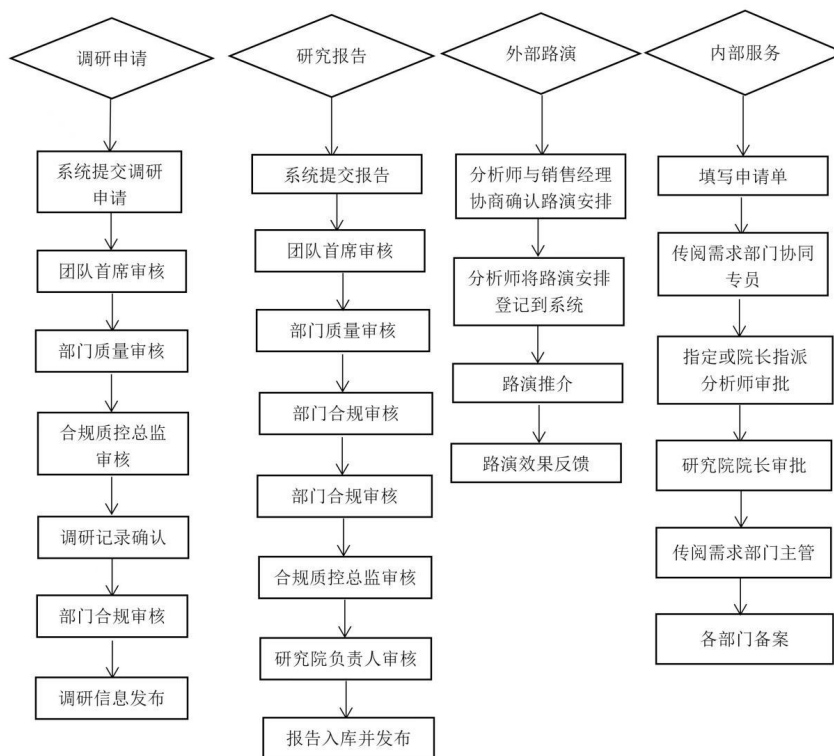 调研申请
系统提交调研
申请
团队首席审核
部门质量审核
合规质控总监
审核
调研记录确认
部门合规审核
调研信息发布
研究报告
系统提交报告
团队首席审核
部门质量审核
部门合规审核
部门合规审核
合规质控总监审核
研究院负责人审核
报告入库并发布
外部路演
分析师与销售经理
协商确认路演安排
分析师将路演安排
登记到系统
路演推介
路演效果反馈
内部服务
填写申请单
传阅需求部门协同
专员
指定或院长指派
分析师审批
研究院院长审批
传阅需求部门主管
各部门备案